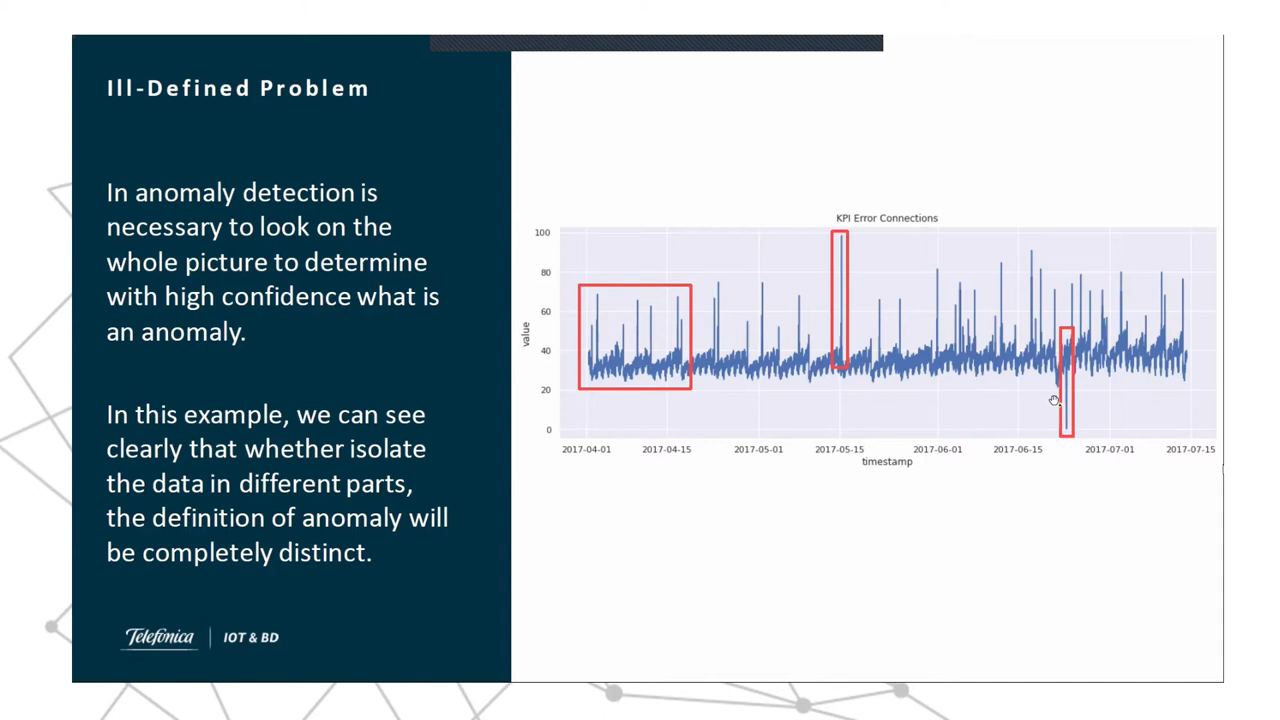 Ill-Defined Problem
In anomaly detection is
necessary to look on the
whole picture to determine
with high confidence what is
an anomaly.
In this example, we can see
clearly that whether isolate
the data in different parts,
the definition of anomaly will
be completely distinct.
Telefónica IOT & BD
KPI Error Connections
100
80
60
40
20
0
value
2017-04-01 2017-04-15 2017-05-01 2017-05-15 2017-06-01 2017-06-15 2017-07-01 2017-07-15
timestamp